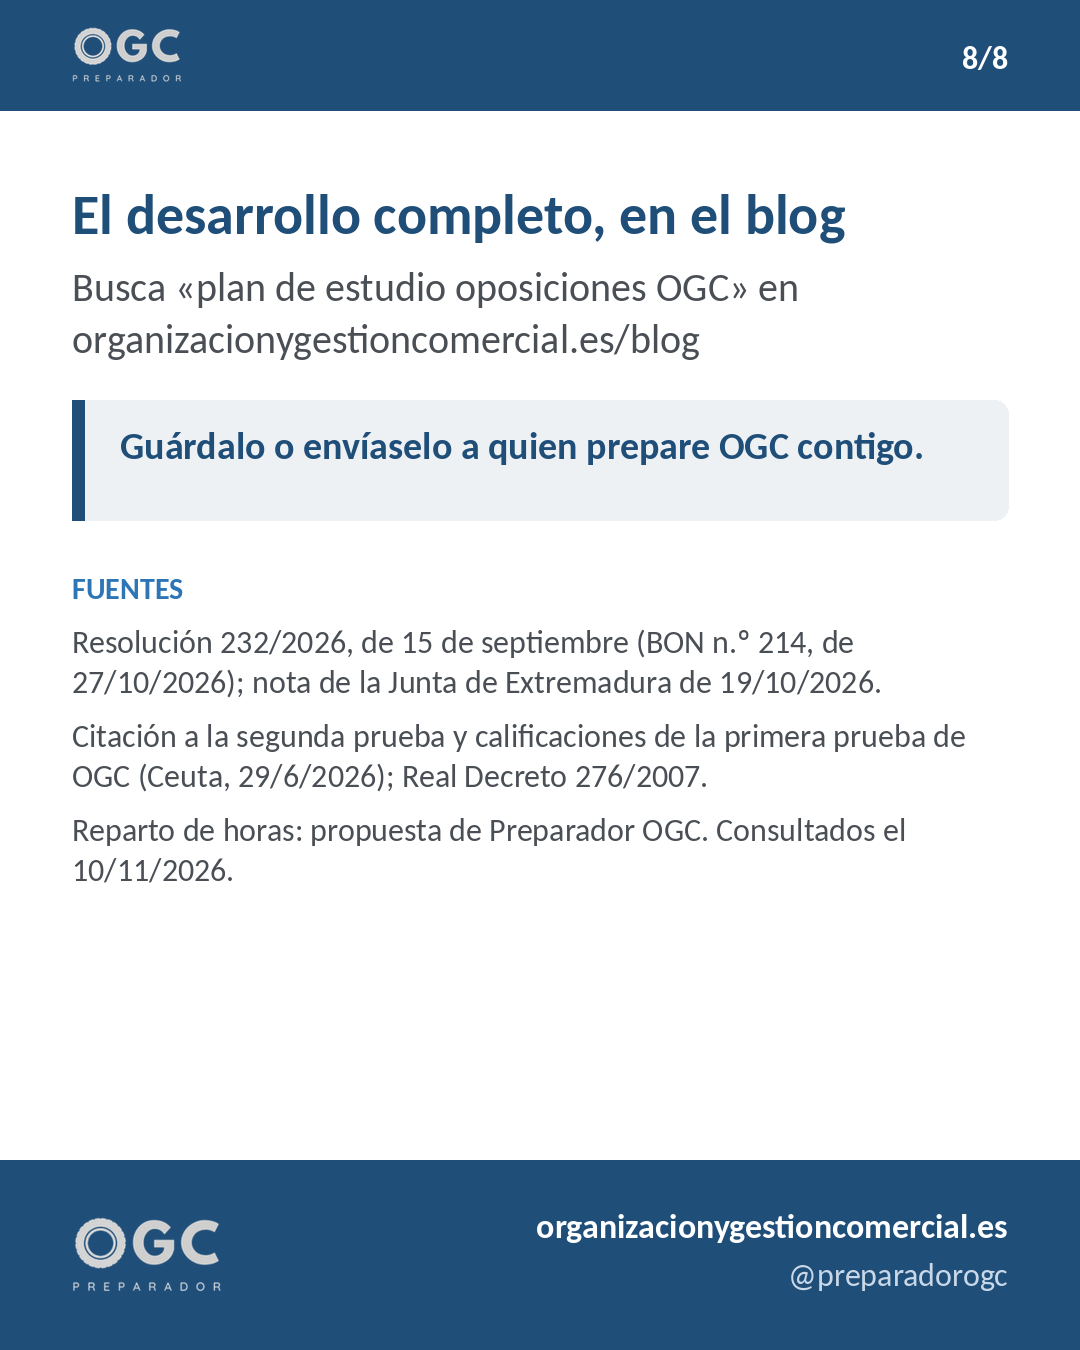 OGC
PREPARADOR
8/8
El desarrollo completo, en el blog
Busca «plan de estudio oposiciones OGC» en
organizacionygestioncomercial.es/blog
Guárdalo o envíaselo a quien prepare OGC contigo.
FUENTES
Resolución 232/2026, de 15 de septiembre (BON n.º 214, de
27/10/2026); nota de la Junta de Extremadura de 19/10/2026.
Citación a la segunda prueba y calificaciones de la primera prueba de
OGC (Ceuta, 29/6/2026); Real Decreto 276/2007.
Reparto de horas: propuesta de Preparador OGC. Consultados el
10/11/2026.
OGC
PREPARADOR
organizacionygestioncomercial.es
@preparadorogc